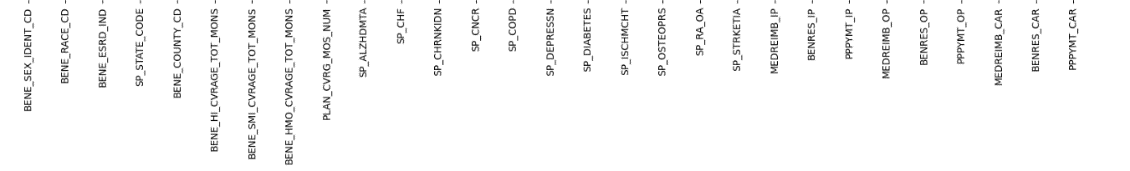 BENE_SEX_IDENT_CD
BENE_RACE_CD
BENE_ESRD_IND
SP_STATE_CODE
BENE_COUNTY_CD
BENE_HI_CVRAGE_TOT_MONS
BENE_SMI_CVRAGE_TOT_MONS
BENE_HMO_CVRAGE_TOT_MONS
PLAN_CVRG_MOS_NUM
SP_ALZHDMTA
SP_CHF
SP_CHRNKIDN
SP_CNCR
SP_COPD
SP_DEPRESSN
SP_DIABETES
SP_ISCHMCHT
SP_OSTEOPRS
SP_RA_OA
SP_STRKETIA
MEDREIMB_IP
BENRES_IP
PPPYMT_IP
MEDREIMB_OP
BENRES_OP
PPPYMT_OP
MEDREIMB_CAR
BENRES_CAR
PPPYMT_CAR